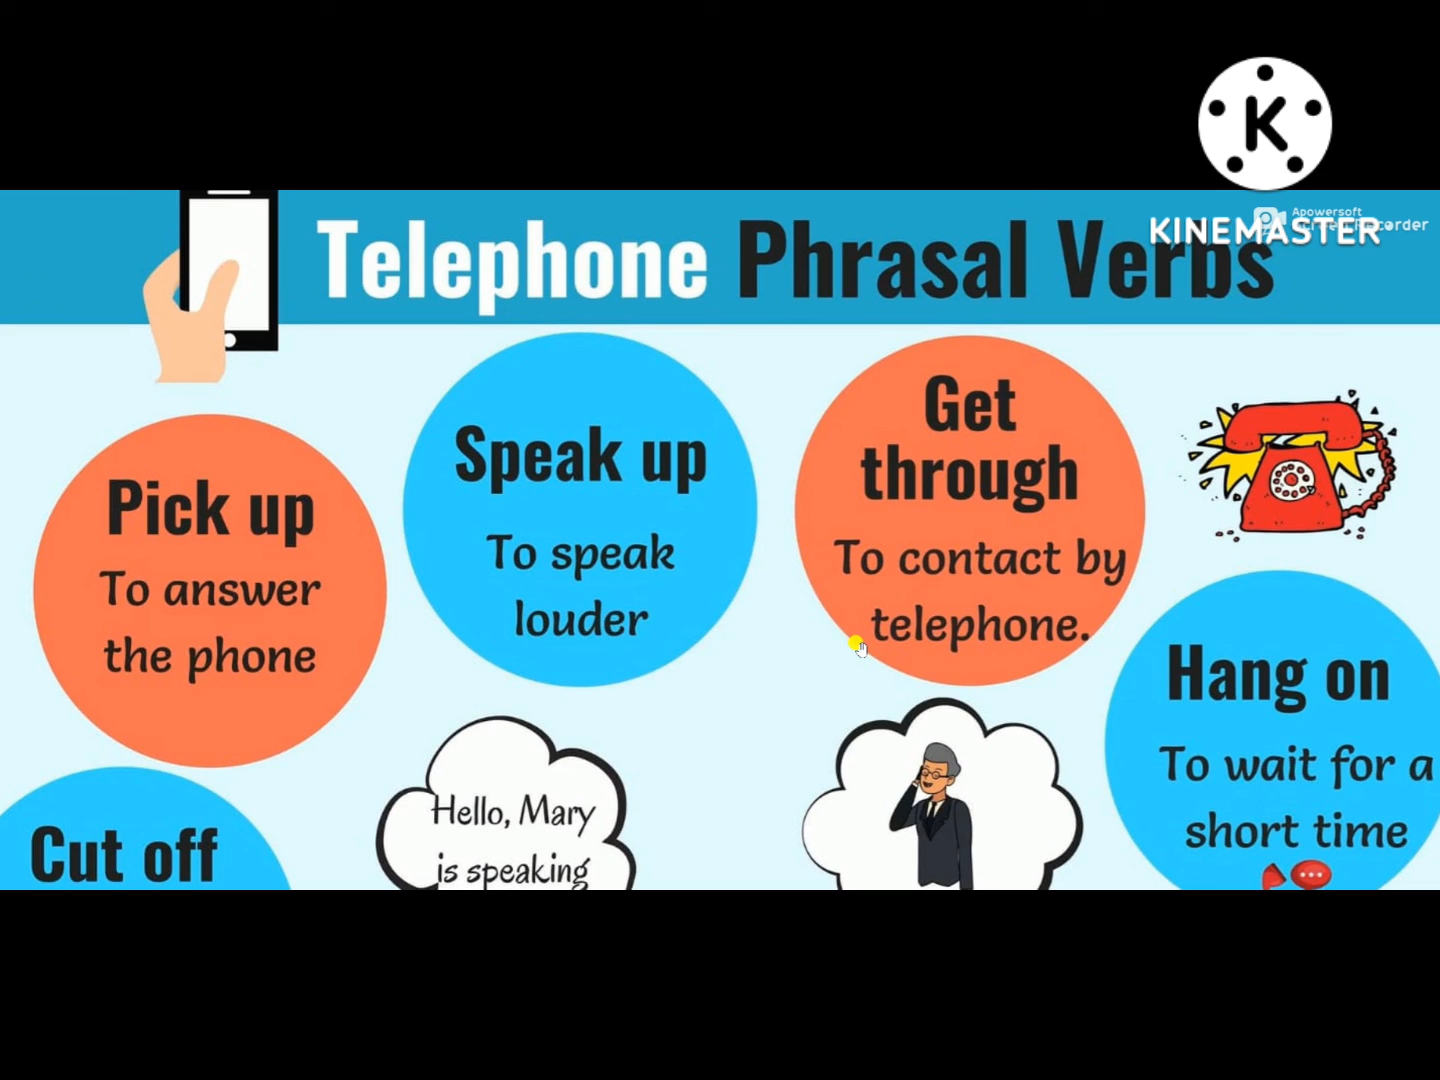 K
KINEMASTER
Apowersoft
Telephone Phrasal Verbs
Pick up
To answer
the phone
Speak up
To speak
louder
Get
through
To contact by
telephone.
Hang on
To wait for a
short time
Cut off
Hello, Mary
is speaking